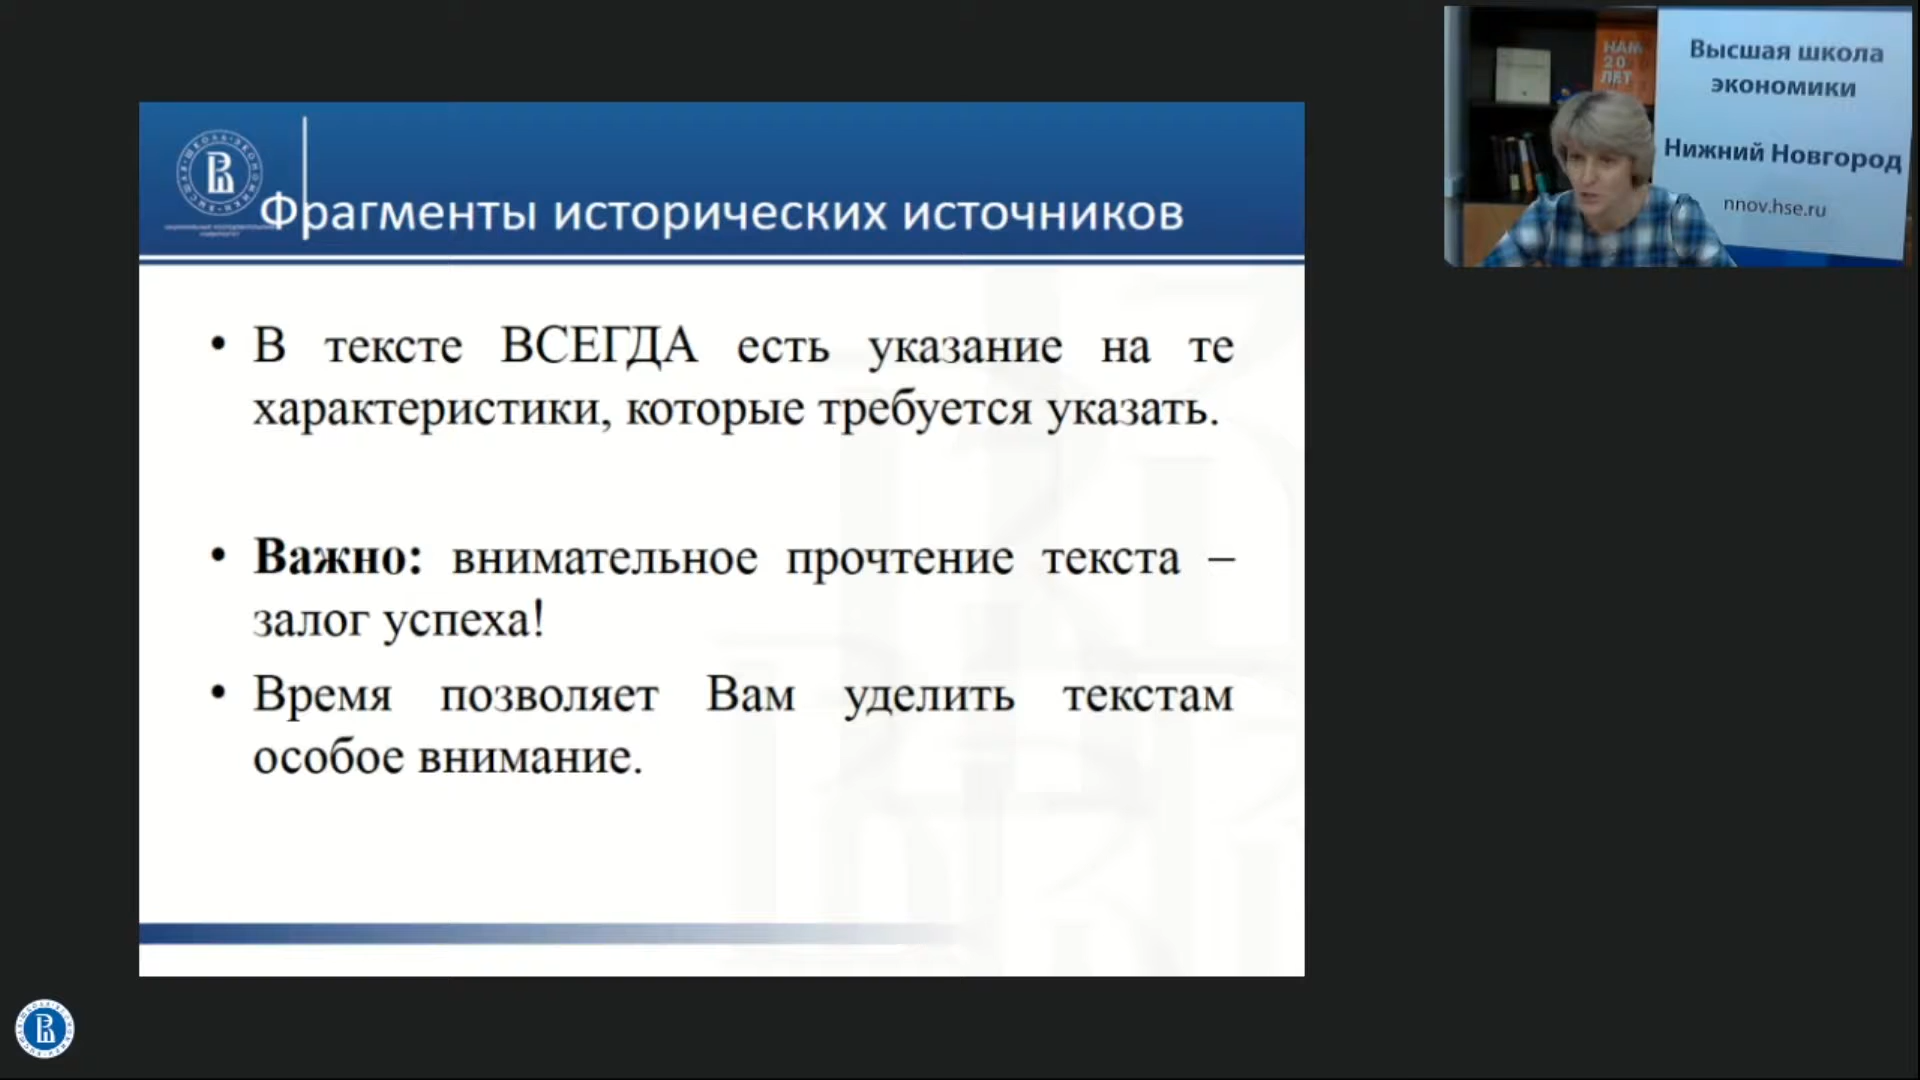 Фрагменты исторических источников
• В тексте ВСЕГДА есть указание на те
характеристики, которые требуется указать.
• Важно: внимательное прочтение текста –
залог успеха!
• Время позволяет Вам уделить текстам
особое внимание.
НАМ
20
ЛЕТ
Высшая школа
экономики
Нижний Новгород
nnov.hse.ru